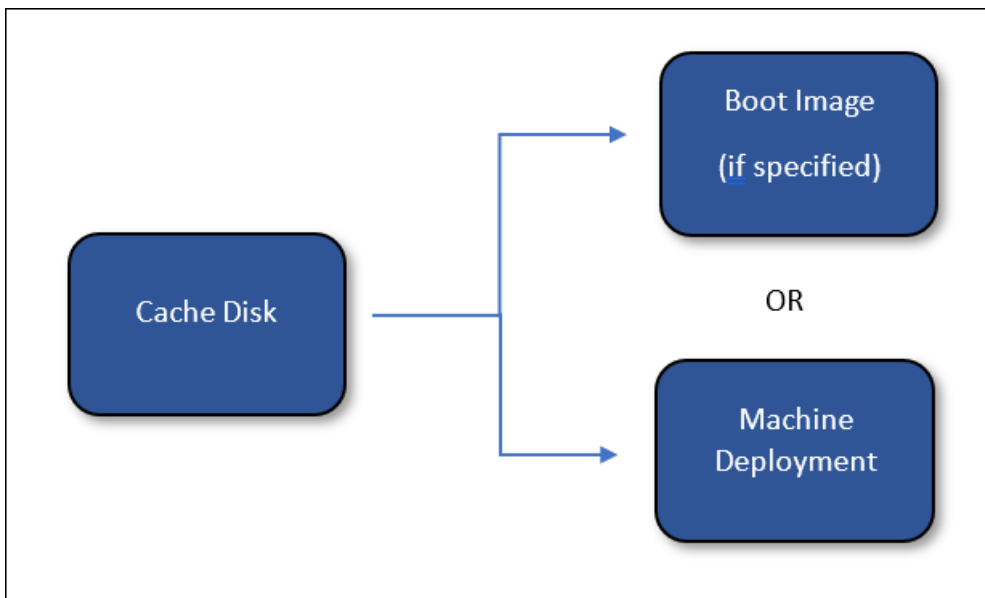 Boot Image
(if specified)
Cache Disk
OR
Machine
Deployment